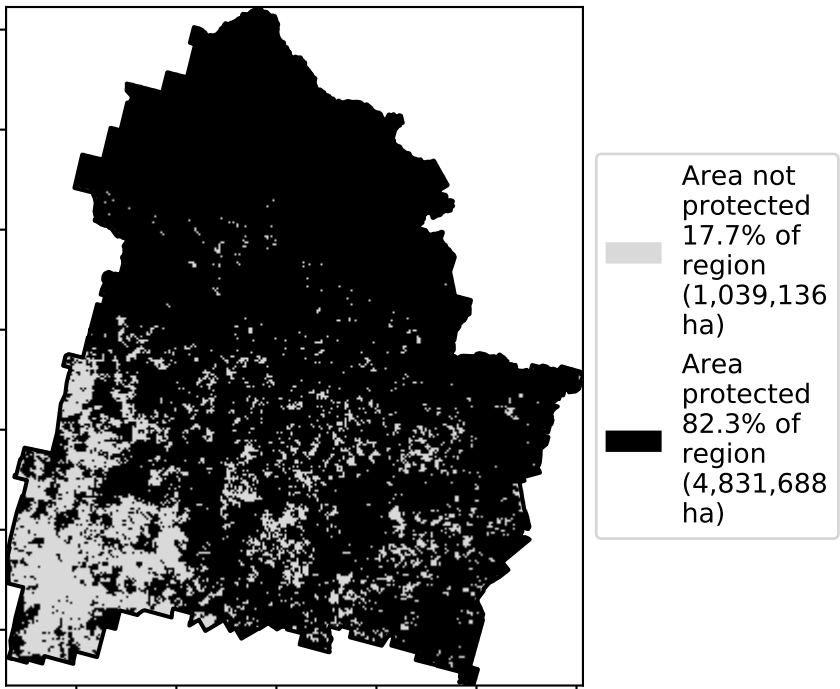 Area not
protected
17.7% of
region
(1,039,136
ha)
Area
protected
82.3% of
region
(4,831,688
ha)